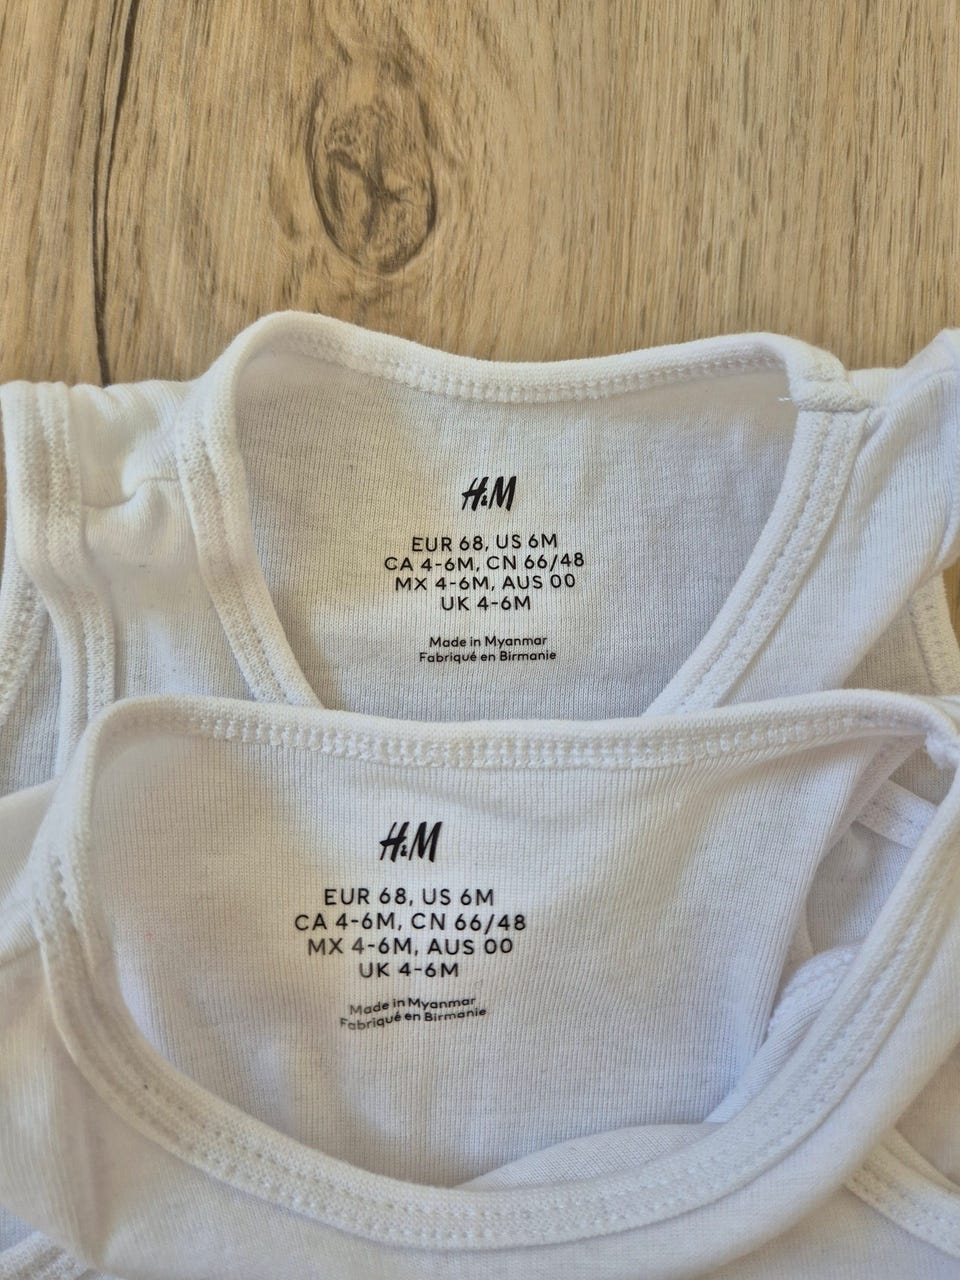 H&M
EUR 68, US 6M
CA 4-6M, CN 66/48
MX 4-6M, AUS 00
UK 4-6M
Made in Myanmar
Fabriqué en Birmanie
H&M
EUR 68, US 6M
CA 4-6M, CN 66/48
MX 4-6M, AUS 00
UK 4-6M
Made in Myanmar
Fabriqué en Birmanie